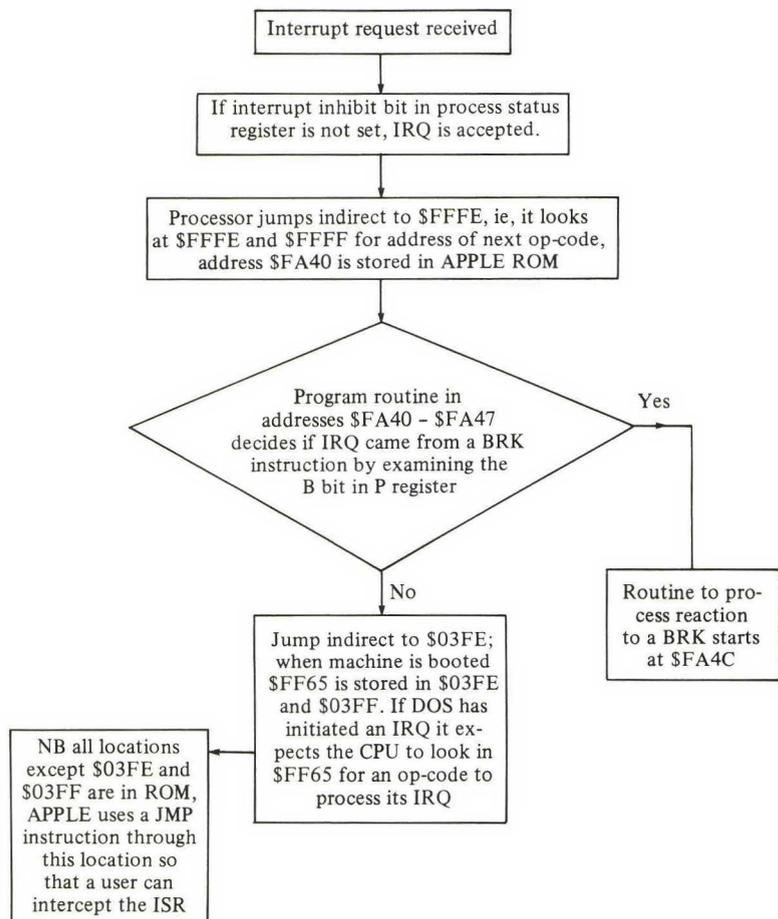 Interrupt request received
If interrupt inhibit bit in process status
register is not set, IRQ is accepted.
Processor jumps indirect to $FFFE, ie, it looks
at $FFFE and $FFFF for address of next op-code,
address $FA40 is stored in APPLE ROM
Program routine in
addresses $FA40 – $FA47
decides if IRQ came from a BRK
instruction by examining the
B bit in P register
Yes
No
Routine to pro-
cess reaction
to a BRK starts
at $FA4C
Jump indirect to $03FE;
when machine is booted
$FF65 is stored in $03FE
and $03FF. If DOS has
initiated an IRQ it ex-
pects the CPU to look in
$FF65 for an op-code to
process its IRQ
NB all locations
except $03FE and
$03FF are in ROM,
APPLE uses a JMP
instruction through
this location so
that a user can
intercept the ISR